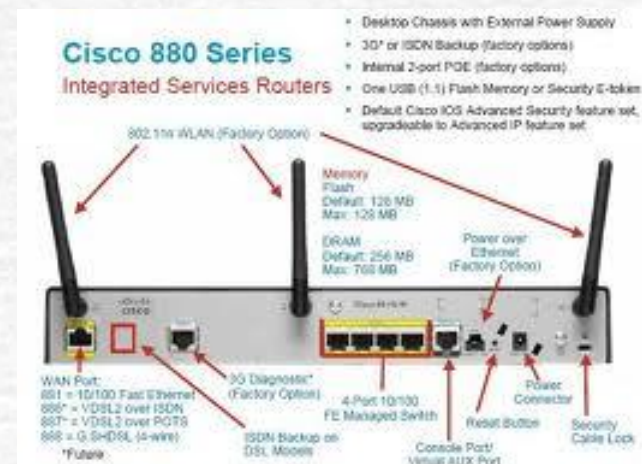 Cisco 880 Series
Integrated Services Routers
• Desktop Chassis with External Power Supply
• 3G* or ISDN Backup (factory options)
• Internal 2-port POE (factory options)
• One USB (1.1) Flash Memory or Security E-token
• Default Cisco IOS Advanced Security feature set,
upgradeable to Advanced IP feature set
802.11n WLAN (Factory Option)
Memory
Flash
Default: 128 MB
Max: 128 MB
DRAM
Default: 256 MB
Max: 768 MB
Power over
Ethernet
(Factory Option)
CISCO
WAN Port:
881 = 10/100 Fast Ethernet
886* = VDSL2 over ISDN
887* = VDSL2 over POTS
888 = G.SHDSL (4-wire)
*Future
ISDN Backup on
DSL Models
3G Diagnostic*
(Factory Option)
4-Port 10/100
FE Managed Switch
Console Port/
Virtual AUX Port
Reset Button
Power
Connector
Security
Cable Lock